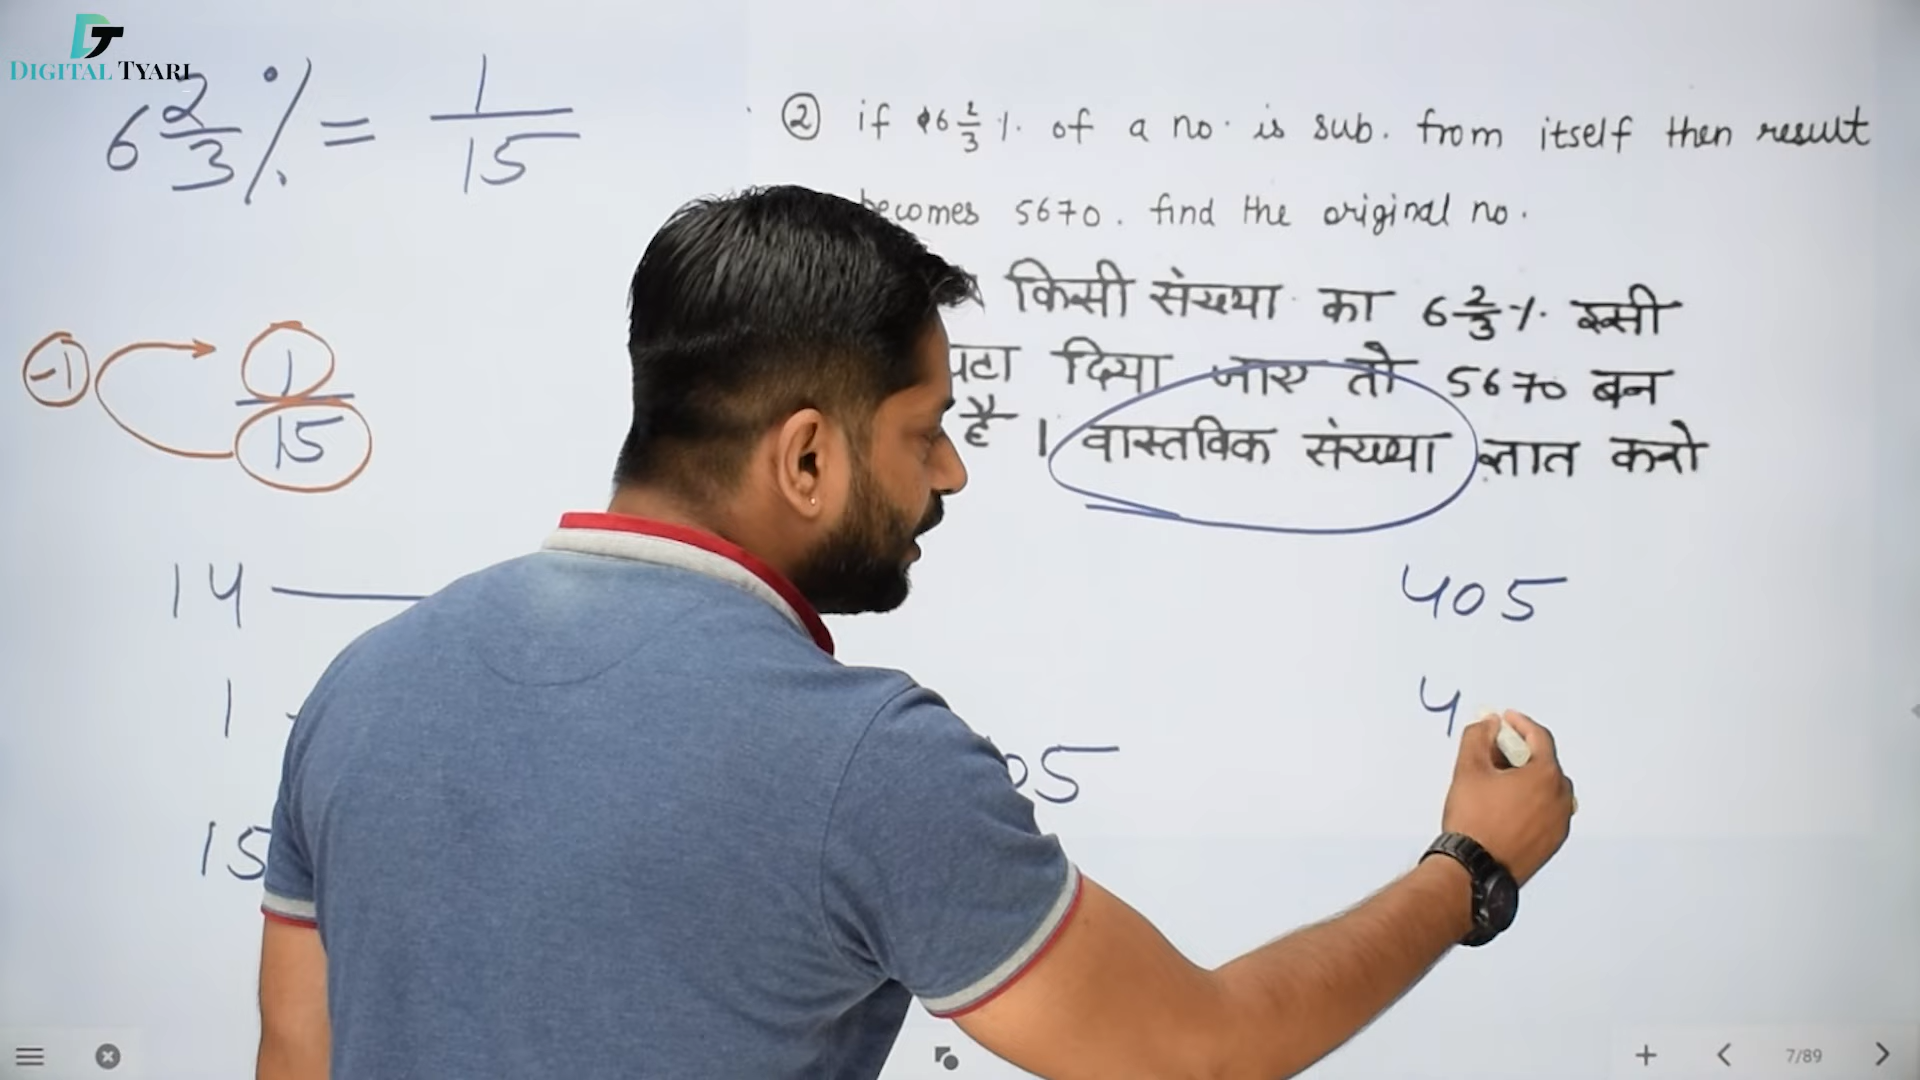 DIGITAL TYARI
6 2/3 % = 1/15
② if 6 2/3 %. of a no. is sub. from itself then result
becomes 5670. find the original no.
किसी संख्या का 6 2/3 %. इसी
घटा दिया जाए तो 5670 बन
है । वास्तविक संख्या ज्ञात करो
-1
1/15
14
405
1
4
05
15
7/89